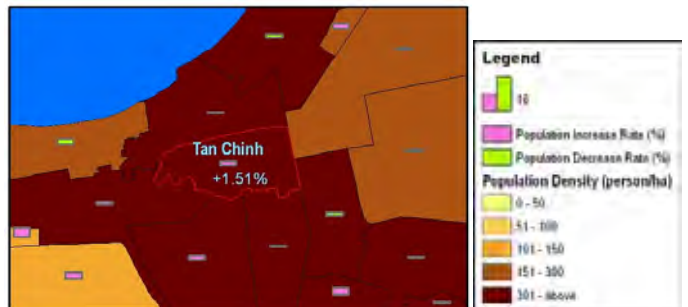 Tan Chinh
+1.51%
Legend
16
Population Increase Rate (%)
Population Decrease Rate (%)
Population Density (person/ha)
0 - 50
51 - 100
101 - 150
151 - 300
301 - above